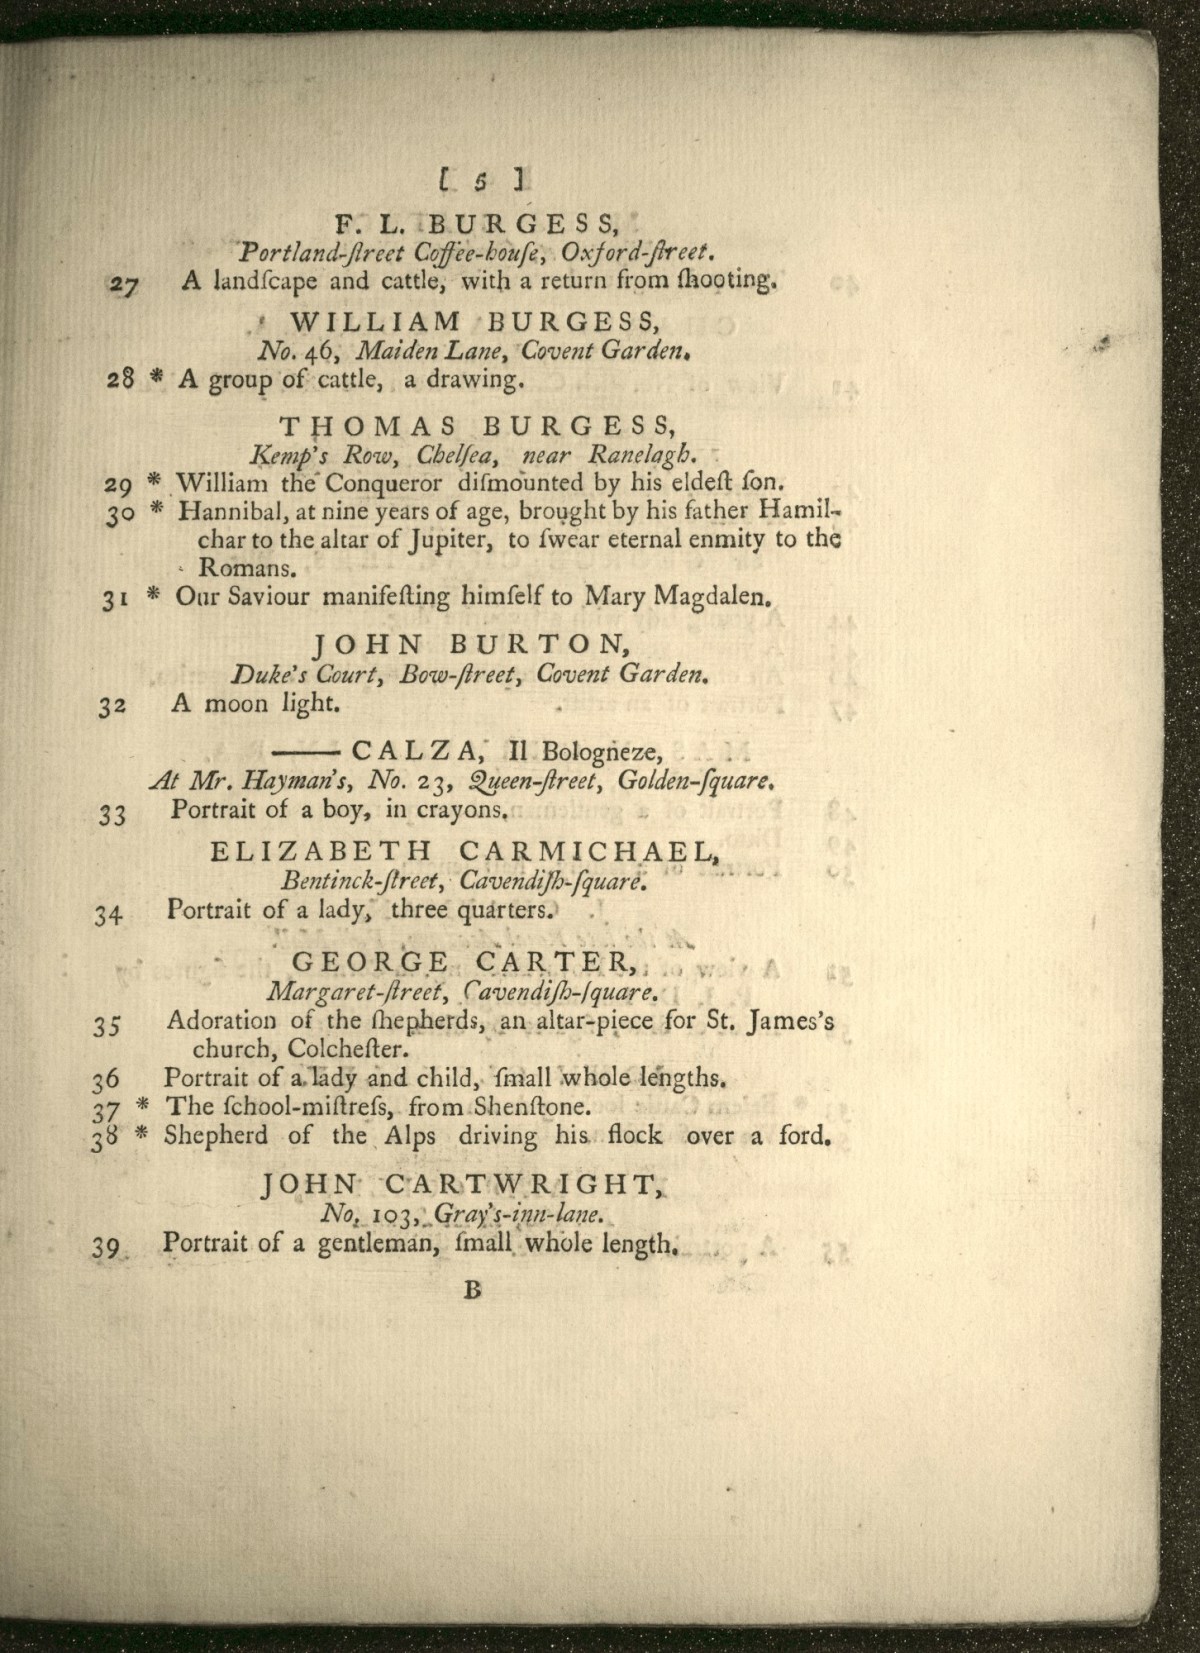 [ 5 ]
F. L. BURGESS,
Portland-ſtreet Coffee-houſe, Oxford-ſtreet.
27 A landſcape and cattle, with a return from ſhooting.
WILLIAM BURGESS,
No. 46, Maiden Lane, Covent Garden.
28 * A group of cattle, a drawing.
THOMAS BURGESS,
Kemp's Row, Chelſea, near Ranelagh.
29 * William the Conqueror diſmounted by his eldeſt ſon.
30 * Hannibal, at nine years of age, brought by his father Hamil-
char to the altar of Jupiter, to ſwear eternal enmity to the
Romans.
31 * Our Saviour manifeſting himſelf to Mary Magdalen.
JOHN BURTON,
Duke's Court, Bow-ſtreet, Covent Garden.
32 A moon light.
—— CALZA, Il Bologneze,
At Mr. Hayman's, No. 23, Queen-ſtreet, Golden-ſquare.
33 Portrait of a boy, in crayons.
ELIZABETH CARMICHAEL,
Bentinck-ſtreet, Cavendiſh-ſquare.
34 Portrait of a lady, three quarters.
GEORGE CARTER,
Margaret-ſtreet, Cavendiſh-ſquare.
35 Adoration of the ſhepherds, an altar-piece for St. James's
church, Colcheſter.
36 Portrait of a lady and child, ſmall whole lengths.
37 * The ſchool-miſtreſs, from Shenſtone.
38 * Shepherd of the Alps driving his flock over a ford.
JOHN CARTWRIGHT,
No. 103, Gray's-inn-lane.
39 Portrait of a gentleman, ſmall whole length.
B